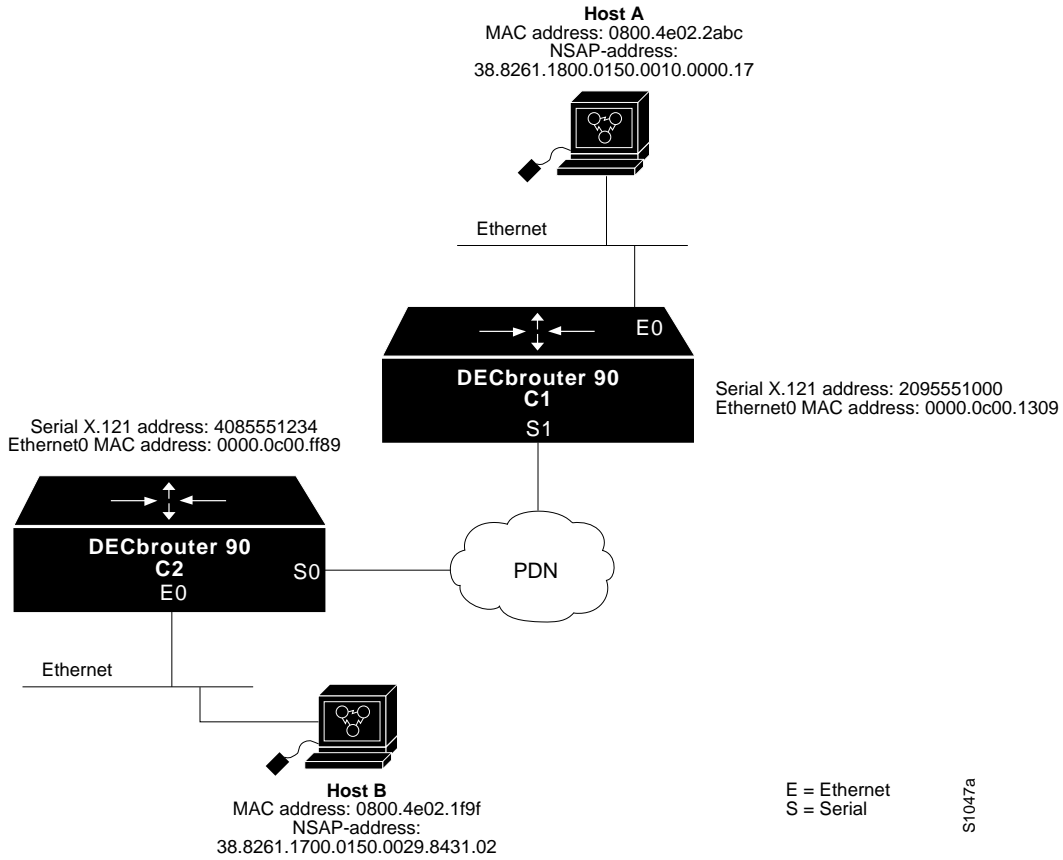 Host A
MAC address: 0800.4e02.2abc
NSAP-address:
38.8261.1800.0150.0010.0000.17
Ethernet
E0
DECbrouter 90
C1
S1
Serial X.121 address: 2095551000
Ethernet0 MAC address: 0000.0c00.1309
Serial X.121 address: 4085551234
Ethernet0 MAC address: 0000.0c00.ff89
DECbrouter 90
C2
S0
E0
PDN
Ethernet
Host B
MAC address: 0800.4e02.1f9f
NSAP-address:
38.8261.1700.0150.0029.8431.02
E = Ethernet
S = Serial
S1047a